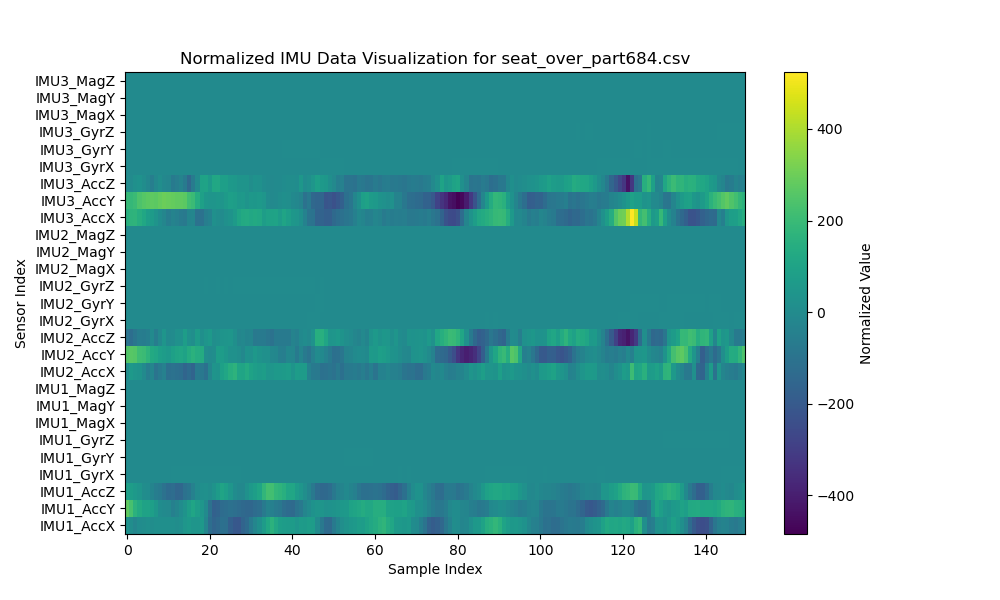 Normalized IMU Data Visualization for seat_over_part684.csv
IMU3_MagZ
IMU3_MagY
IMU3_MagX
IMU3_GyrZ
IMU3_GyrY
IMU3_GyrX
IMU3_AccZ
IMU3_AccY
IMU3_AccX
IMU2_MagZ
IMU2_MagY
IMU2_MagX
IMU2_GyrZ
IMU2_GyrY
IMU2_GyrX
IMU2_AccZ
IMU2_AccY
IMU2_AccX
IMU1_MagZ
IMU1_MagY
IMU1_MagX
IMU1_GyrZ
IMU1_GyrY
IMU1_GyrX
IMU1_AccZ
IMU1_AccY
IMU1_AccX
Sensor Index
0 20 40 60 80 100 120 140
Sample Index
400
200
0
−200
−400
Normalized Value